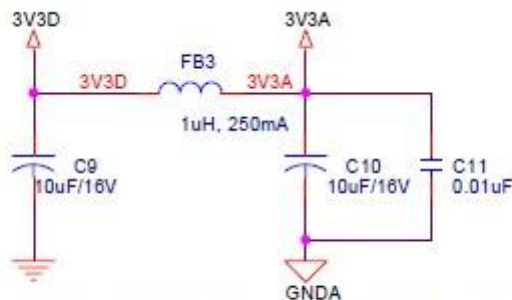 3V3D
3V3A
FB3
3V3D
3V3A
1uH, 250mA
C9
10uF/16V
C10
10uF/16V
C11
0.01uF
GNDA